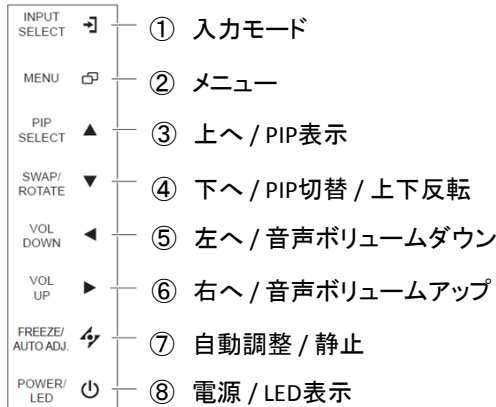 INPUT
SELECT
① 入力モード
MENU
② メニュー
PIP
SELECT
③ 上へ / PIP表示
SWAP/
ROTATE
④ 下へ / PIP切替 / 上下反転
VOL
DOWN
⑤ 左へ / 音声ボリュームダウン
VOL
UP
⑥ 右へ / 音声ボリュームアップ
FREEZE/
AUTO ADJ.
⑦ 自動調整 / 静止
POWER/
LED
⑧ 電源 / LED表示